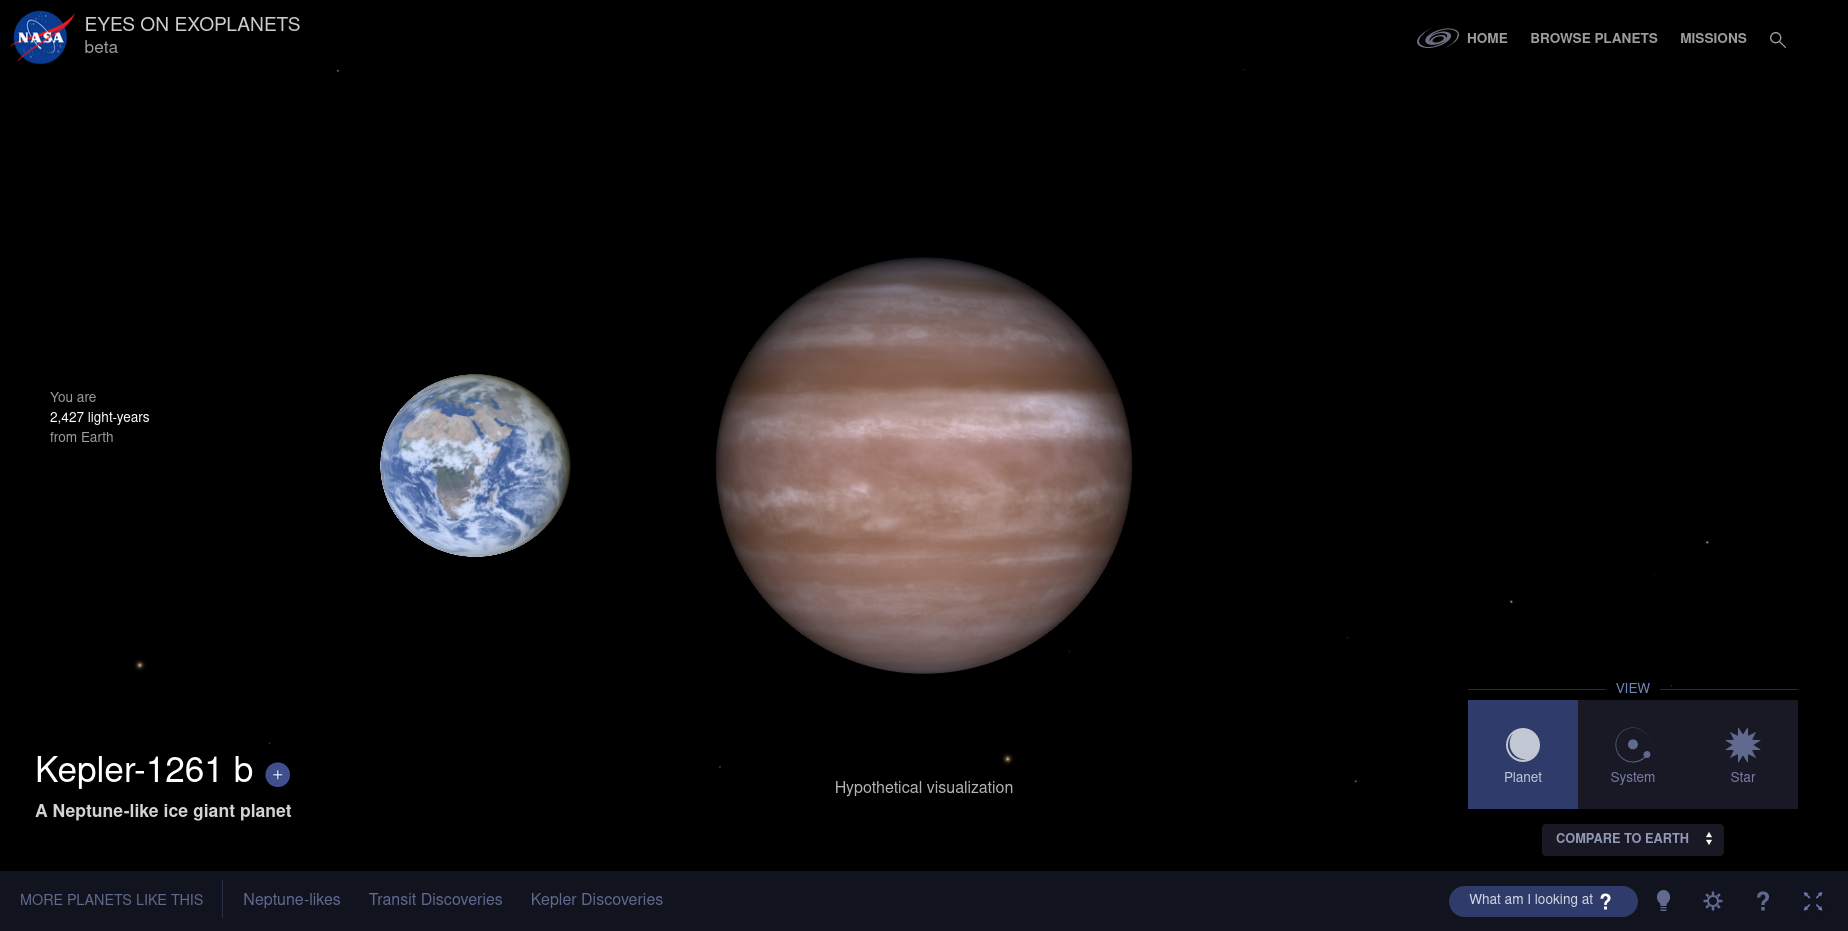 NASA
EYES ON EXOPLANETS
beta
HOME
BROWSE PLANETS
MISSIONS
You are
2,427 light-years
from Earth
Kepler-1261 b +
A Neptune-like ice giant planet
Hypothetical visualization
VIEW
Planet
System
Star
COMPARE TO EARTH
MORE PLANETS LIKE THIS
Neptune-likes
Transit Discoveries
Kepler Discoveries
What am I looking at ?
?